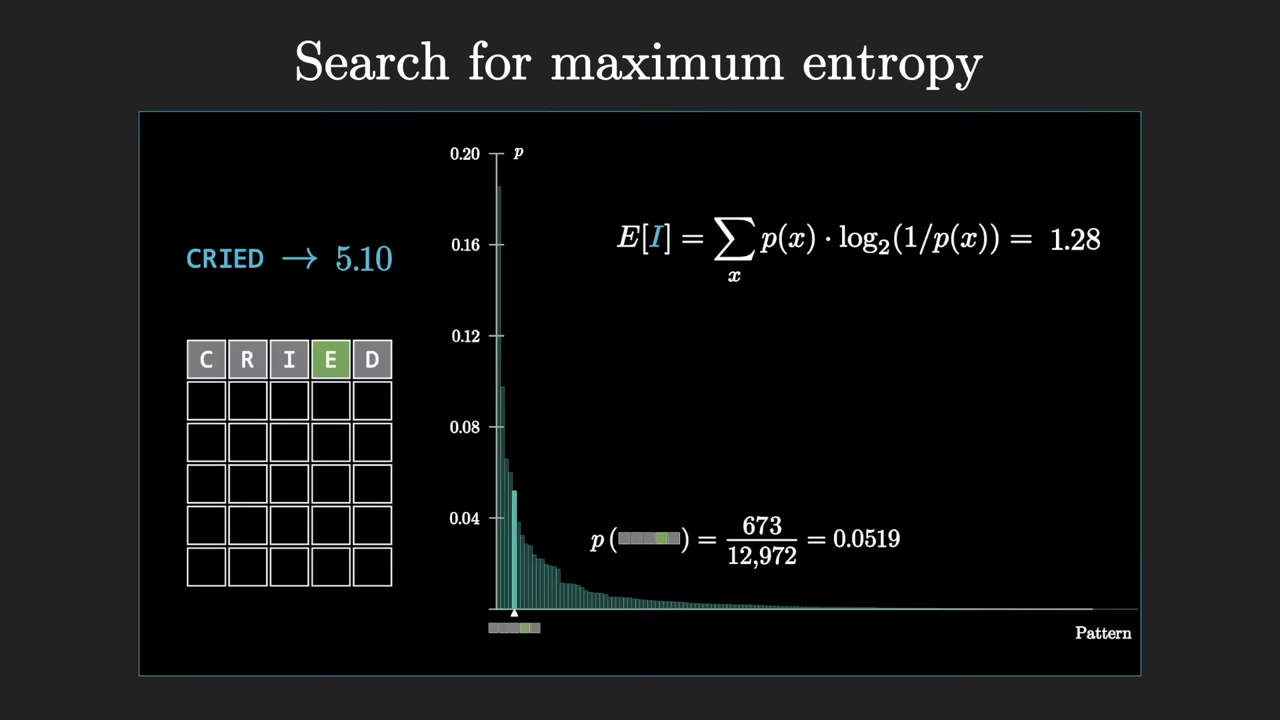 Search for maximum entropy
CRIED → 5.10
C R I E D
0.20
p
0.16
0.12
0.08
0.04
E[I] = ∑ₓ p(x) · log₂(1/p(x)) = 1.28
p( ) = 673/12,972 = 0.0519
Pattern